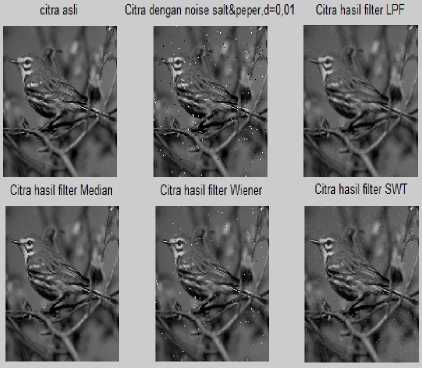 citra asli
Citra dengan noise salt&peper,d=0,01
Citra hasil filter LPF
Citra hasil filter Median
Citra hasil filter Wiener
Citra hasil filter SWT